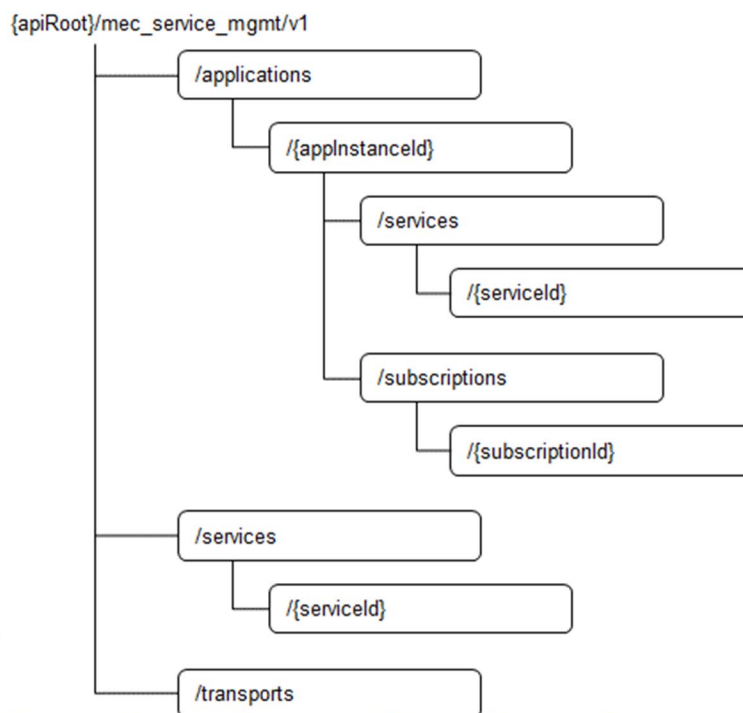 {apiRoot}/mec_service_mgmt/v1
/applications
/{appInstanceId}
/services
/{serviceId}
/subscriptions
/{subscriptionId}
/services
/{serviceId}
/transports